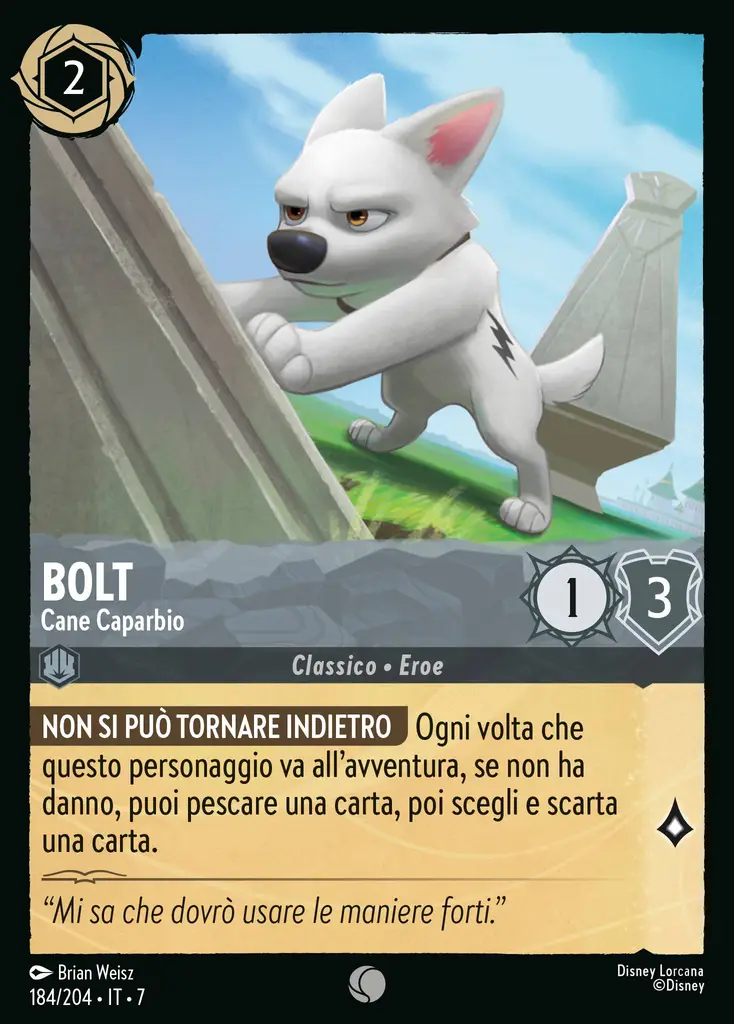 2
BOLT
Cane Caparbio
1
3
Classico • Eroe
NON SI PUÒ TORNARE INDIETRO Ogni volta che
questo personaggio va all’avventura, se non ha
danno, puoi pescare una carta, poi scegli e scarta
una carta.
“Mi sa che dovrò usare le maniere forti.”
Brian Weisz
184/204 • IT • 7
Disney Lorcana
©Disney